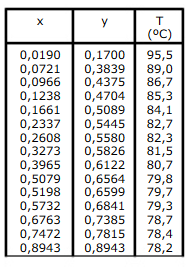 x y T
(ºC)
0,0190 0,1700 95,5
0,0721 0,3839 89,0
0,0966 0,4375 86,7
0,1238 0,4704 85,3
0,1661 0,5089 84,1
0,2337 0,5445 82,7
0,2608 0,5580 82,3
0,3273 0,5826 81,5
0,3965 0,6122 80,7
0,5079 0,6564 79,8
0,5198 0,6599 79,7
0,5732 0,6841 79,3
0,6763 0,7385 78,7
0,7472 0,7815 78,4
0,8943 0,8943 78,2